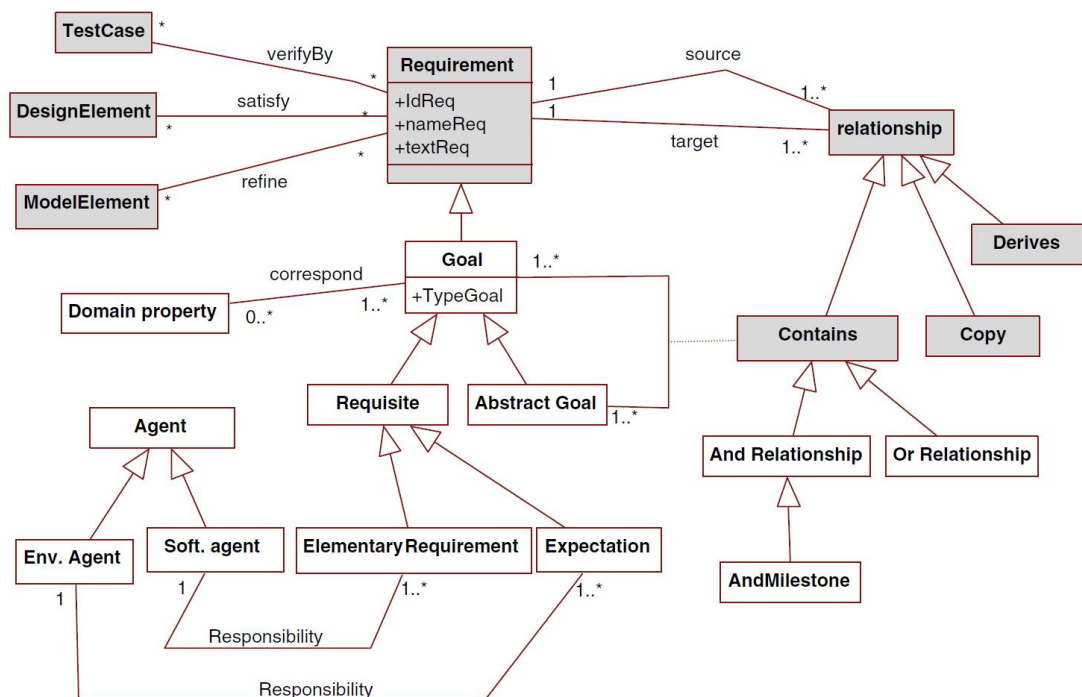 TestCase
*
verifyBy
*
Requirement
+IdReq
+nameReq
+textReq
source
1
1..*
DesignElement
*
satisfy
*
1
target
1..*
relationship
ModelElement
*
refine
*
Derives
Goal
+TypeGoal
1..*
correspond
1..*
0..*
Domain property
Contains
Copy
Requisite
Abstract Goal
1..*
Agent
And Relationship
Or Relationship
Env. Agent
1
Soft. agent
1
Elementary Requirement
1..*
Expectation
1..*
AndMilestone
Responsibility
Responsibility